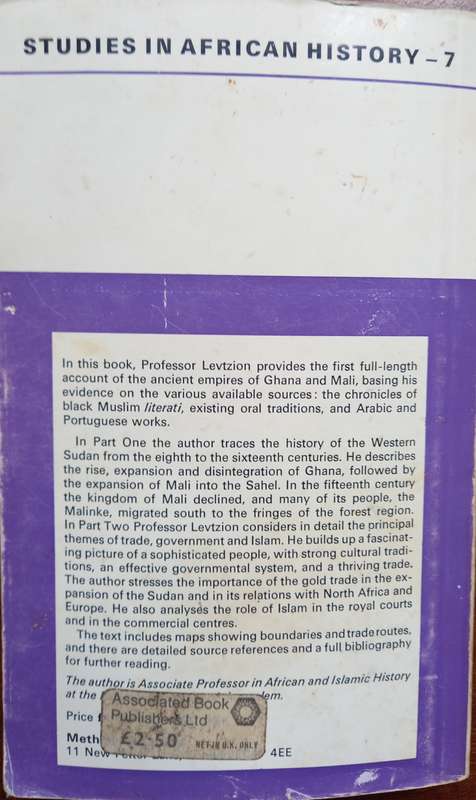 STUDIES IN AFRICAN HISTORY – 7
In this book, Professor Levtzion provides the first full-length
account of the ancient empires of Ghana and Mali, basing his
evidence on the various available sources: the chronicles of
black Muslim literati, existing oral traditions, and Arabic and
Portuguese works.
In Part One the author traces the history of the Western
Sudan from the eighth to the sixteenth centuries. He describes
the rise, expansion and disintegration of Ghana, followed by
the expansion of Mali into the Sahel. In the fifteenth century
the kingdom of Mali declined, and many of its people, the
Malinke, migrated south to the fringes of the forest region.
In Part Two Professor Levtzion considers in detail the principal
themes of trade, government and Islam. He builds up a fascinat-
ing picture of a sophisticated people, with strong cultural tradi-
tions, an effective governmental system, and a thriving trade.
The author stresses the importance of the gold trade in the ex-
pansion of the Sudan and in its relations with North Africa and
Europe. He also analyses the role of Islam in the royal courts
and in the commercial centres.
The text includes maps showing boundaries and trade routes,
and there are detailed source references and a full bibliography
for further reading.
The author is Associate Professor in African and Islamic History
at the
Price
Associated Book
Publishers Ltd
£2·50 NET IN U.K. ONLY
11 New 4EE